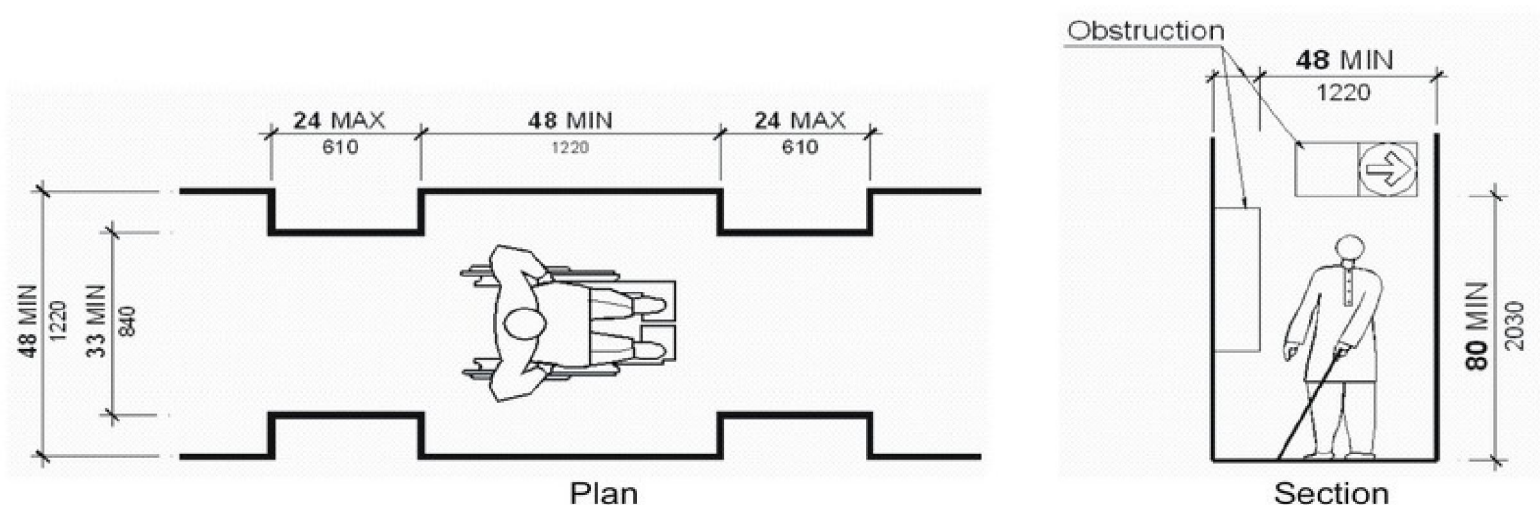 Obstruction
48 MIN
1220
24 MAX
610
48 MIN
1220
24 MAX
610
48 MIN
1220
33 MIN
840
80 MIN
2030
Plan
Section